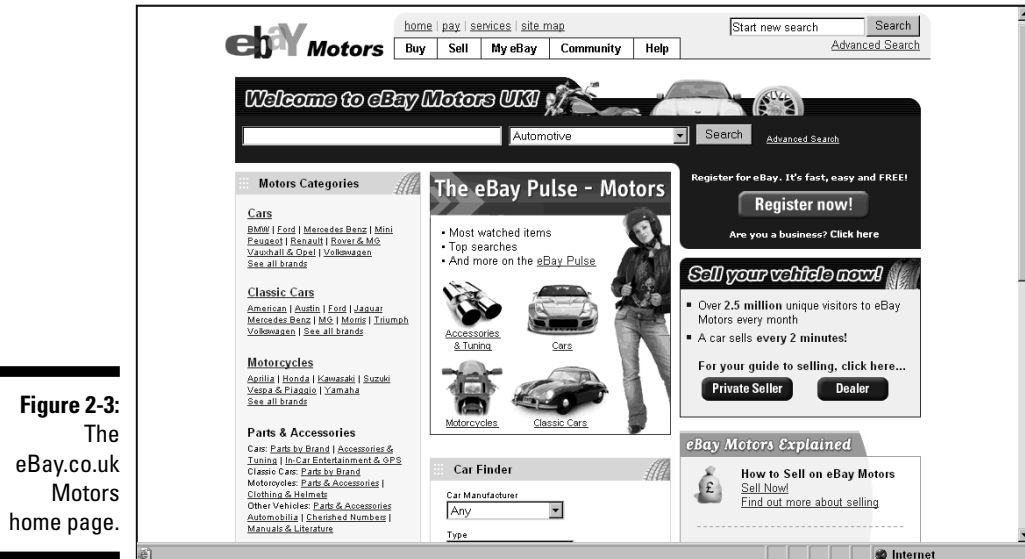 Figure 2-3:
The
eBay.co.uk
Motors
home page.
ebaY Motors
home | pay | services | site map
Buy Sell My eBay Community Help
Start new search Search
Advanced Search
Welcome to eBay Motors UK!
Automotive Search Advanced Search
Motors Categories
Cars
BMW | Ford | Mercedes Benz | Mini
Peugeot | Renault | Rover & MG
Vauxhall & Opel | Volkswagen
See all brands
Classic Cars
American | Austin | Ford | Jaguar
Mercedes Benz | MG | Morris | Triumph
Volkswagen | See all brands
Motorcycles
Aprilia | Honda | Kawasaki | Suzuki
Vespa & Piaggio | Yamaha
See all brands
Parts & Accessories
Cars: Parts by Brand | Accessories &
Tuning | In-Car Entertainment & GPS
Classic Cars: Parts by Brand
Motorcycles: Parts & Accessories |
Clothing & Helmets
Other Vehicles: Parts & Accessories
Automobilia | Cherished Numbers |
Manuals & Literature
The eBay Pulse - Motors
Most watched items
Top searches
And more on the eBay Pulse
Accessories
& Tuning
Cars
Motorcycles
Classic Cars
Car Finder
Car Manufacturer
Any
Type
Register for eBay. It's fast, easy and FREE!
Register now!
Are you a business? Click here
Sell your vehicle now!
Over 2.5 million unique visitors to eBay
Motors every month
A car sells every 2 minutes!
For your guide to selling, click here...
Private Seller Dealer
eBay Motors Explained
£
How to Sell on eBay Motors
Sell Now!
Find out more about selling
Internet